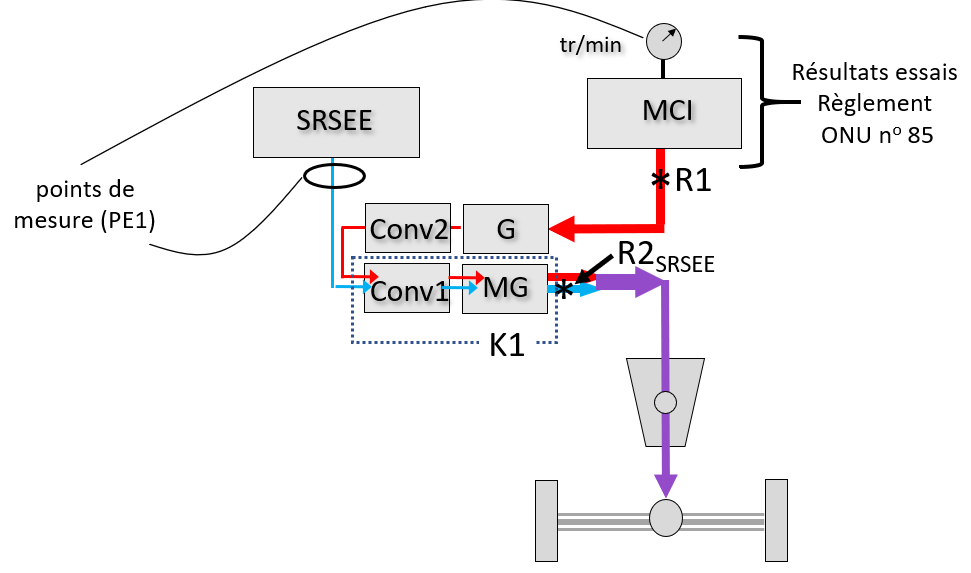 tr/min
Résultats essais
Règlement
ONU nº 85
SRSEE
MCI
points de
mesure (PE1)
*R1
Conv2
G
R2SRSEE
Conv1
MG
*
K1